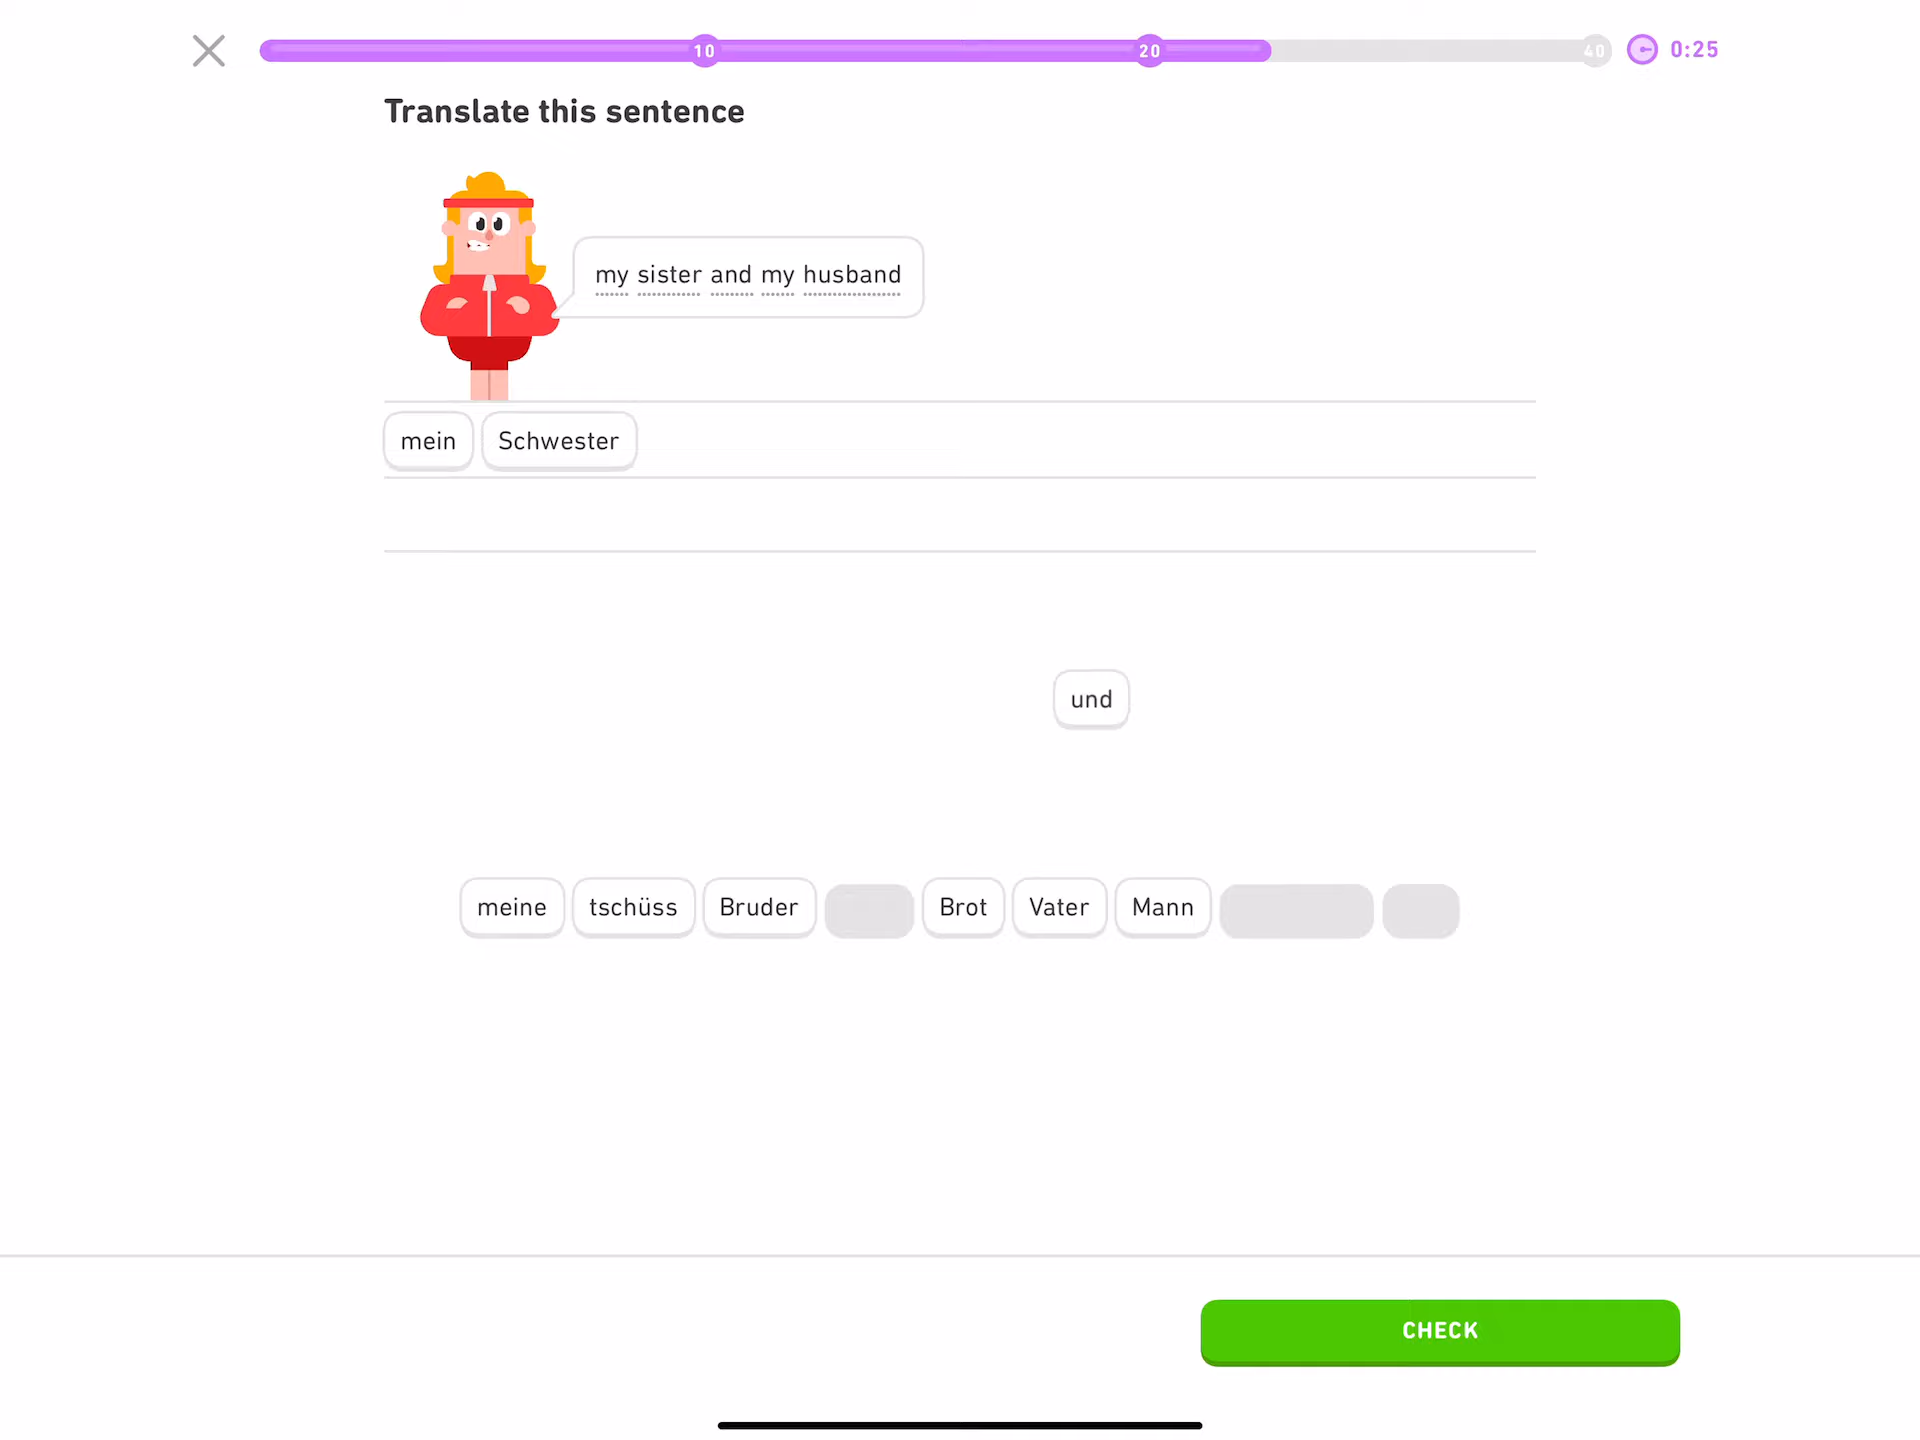 10 20 40 0:25
Translate this sentence
my sister and my husband
mein Schwester
und
meine tschüss Bruder Brot Vater Mann
CHECK